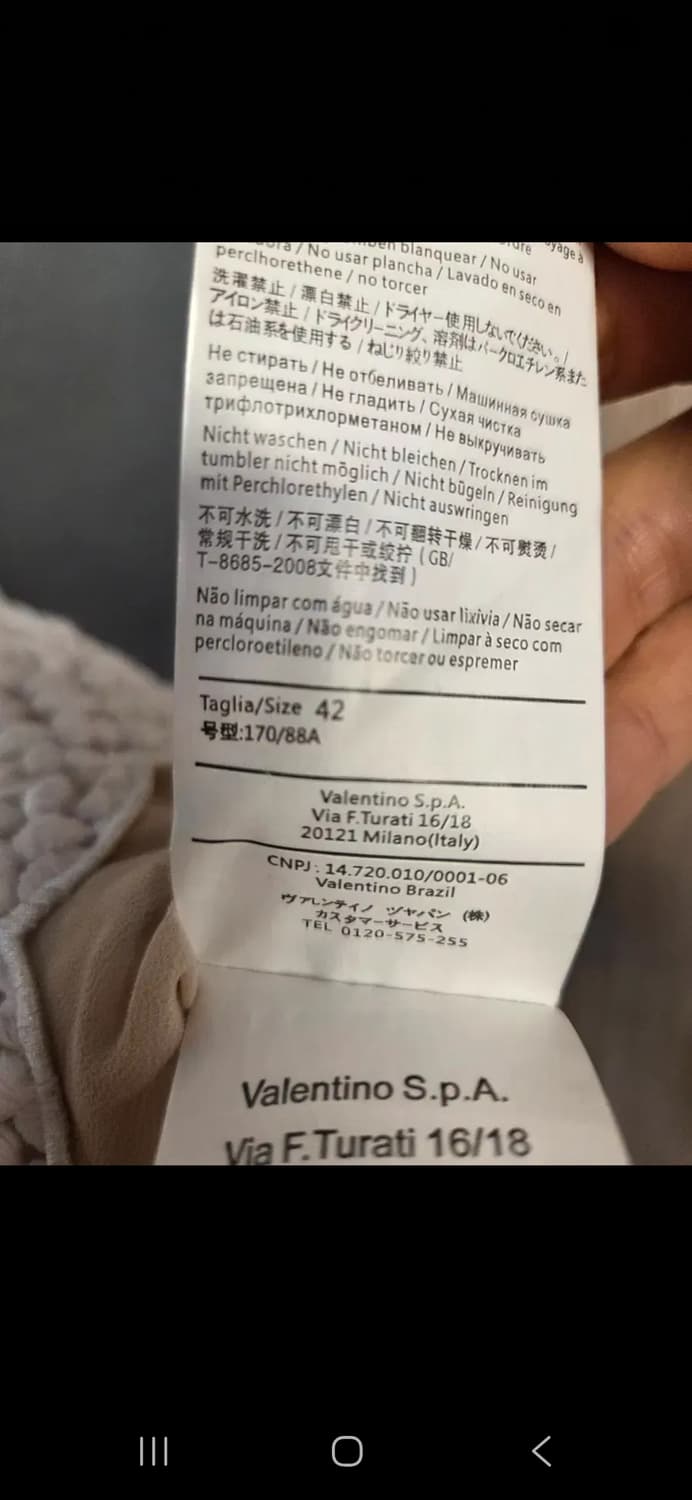 blanquear / No usar
/ No usar plancha / Lavado en seco en
perclhorethene / no torcer
洗濯禁止 / 漂白禁止 / ドライヤー使用しないでください。/
アイロン禁止 / ドライクリーニング、溶剤はパークロエチレン系また
は石油系を使用する / ねじり絞り禁止
Не стирать / Не отбеливать / Машинная сушка
запрещена / Не гладить / Сухая чистка
трифлотрихлорметаном / Не выкручивать
Nicht waschen / Nicht bleichen / Trocknen im
tumbler nicht möglich / Nicht bügeln / Reinigung
mit Perchlorethylen / Nicht auswringen
不可水洗 / 不可漂白 / 不可翻转干燥 / 不可熨烫 /
常规干洗 / 不可甩干或绞拧 ( GB/
T-8685-2008文件中找到 )
Não limpar com água / Não usar lixívia / Não secar
na máquina / Não engomar / Limpar à seco com
percloroetileno / Não torcer ou espremer
Taglia/Size 42
号型:170/88A
Valentino S.p.A.
Via F.Turati 16/18
20121 Milano(Italy)
CNPJ: 14.720.010/0001-06
Valentino Brazil
ヴァレンティノ ヅャパン (株)
カスタマーサービス
TEL 0120-575-255
Valentino S.p.A.
Via F.Turati 16/18